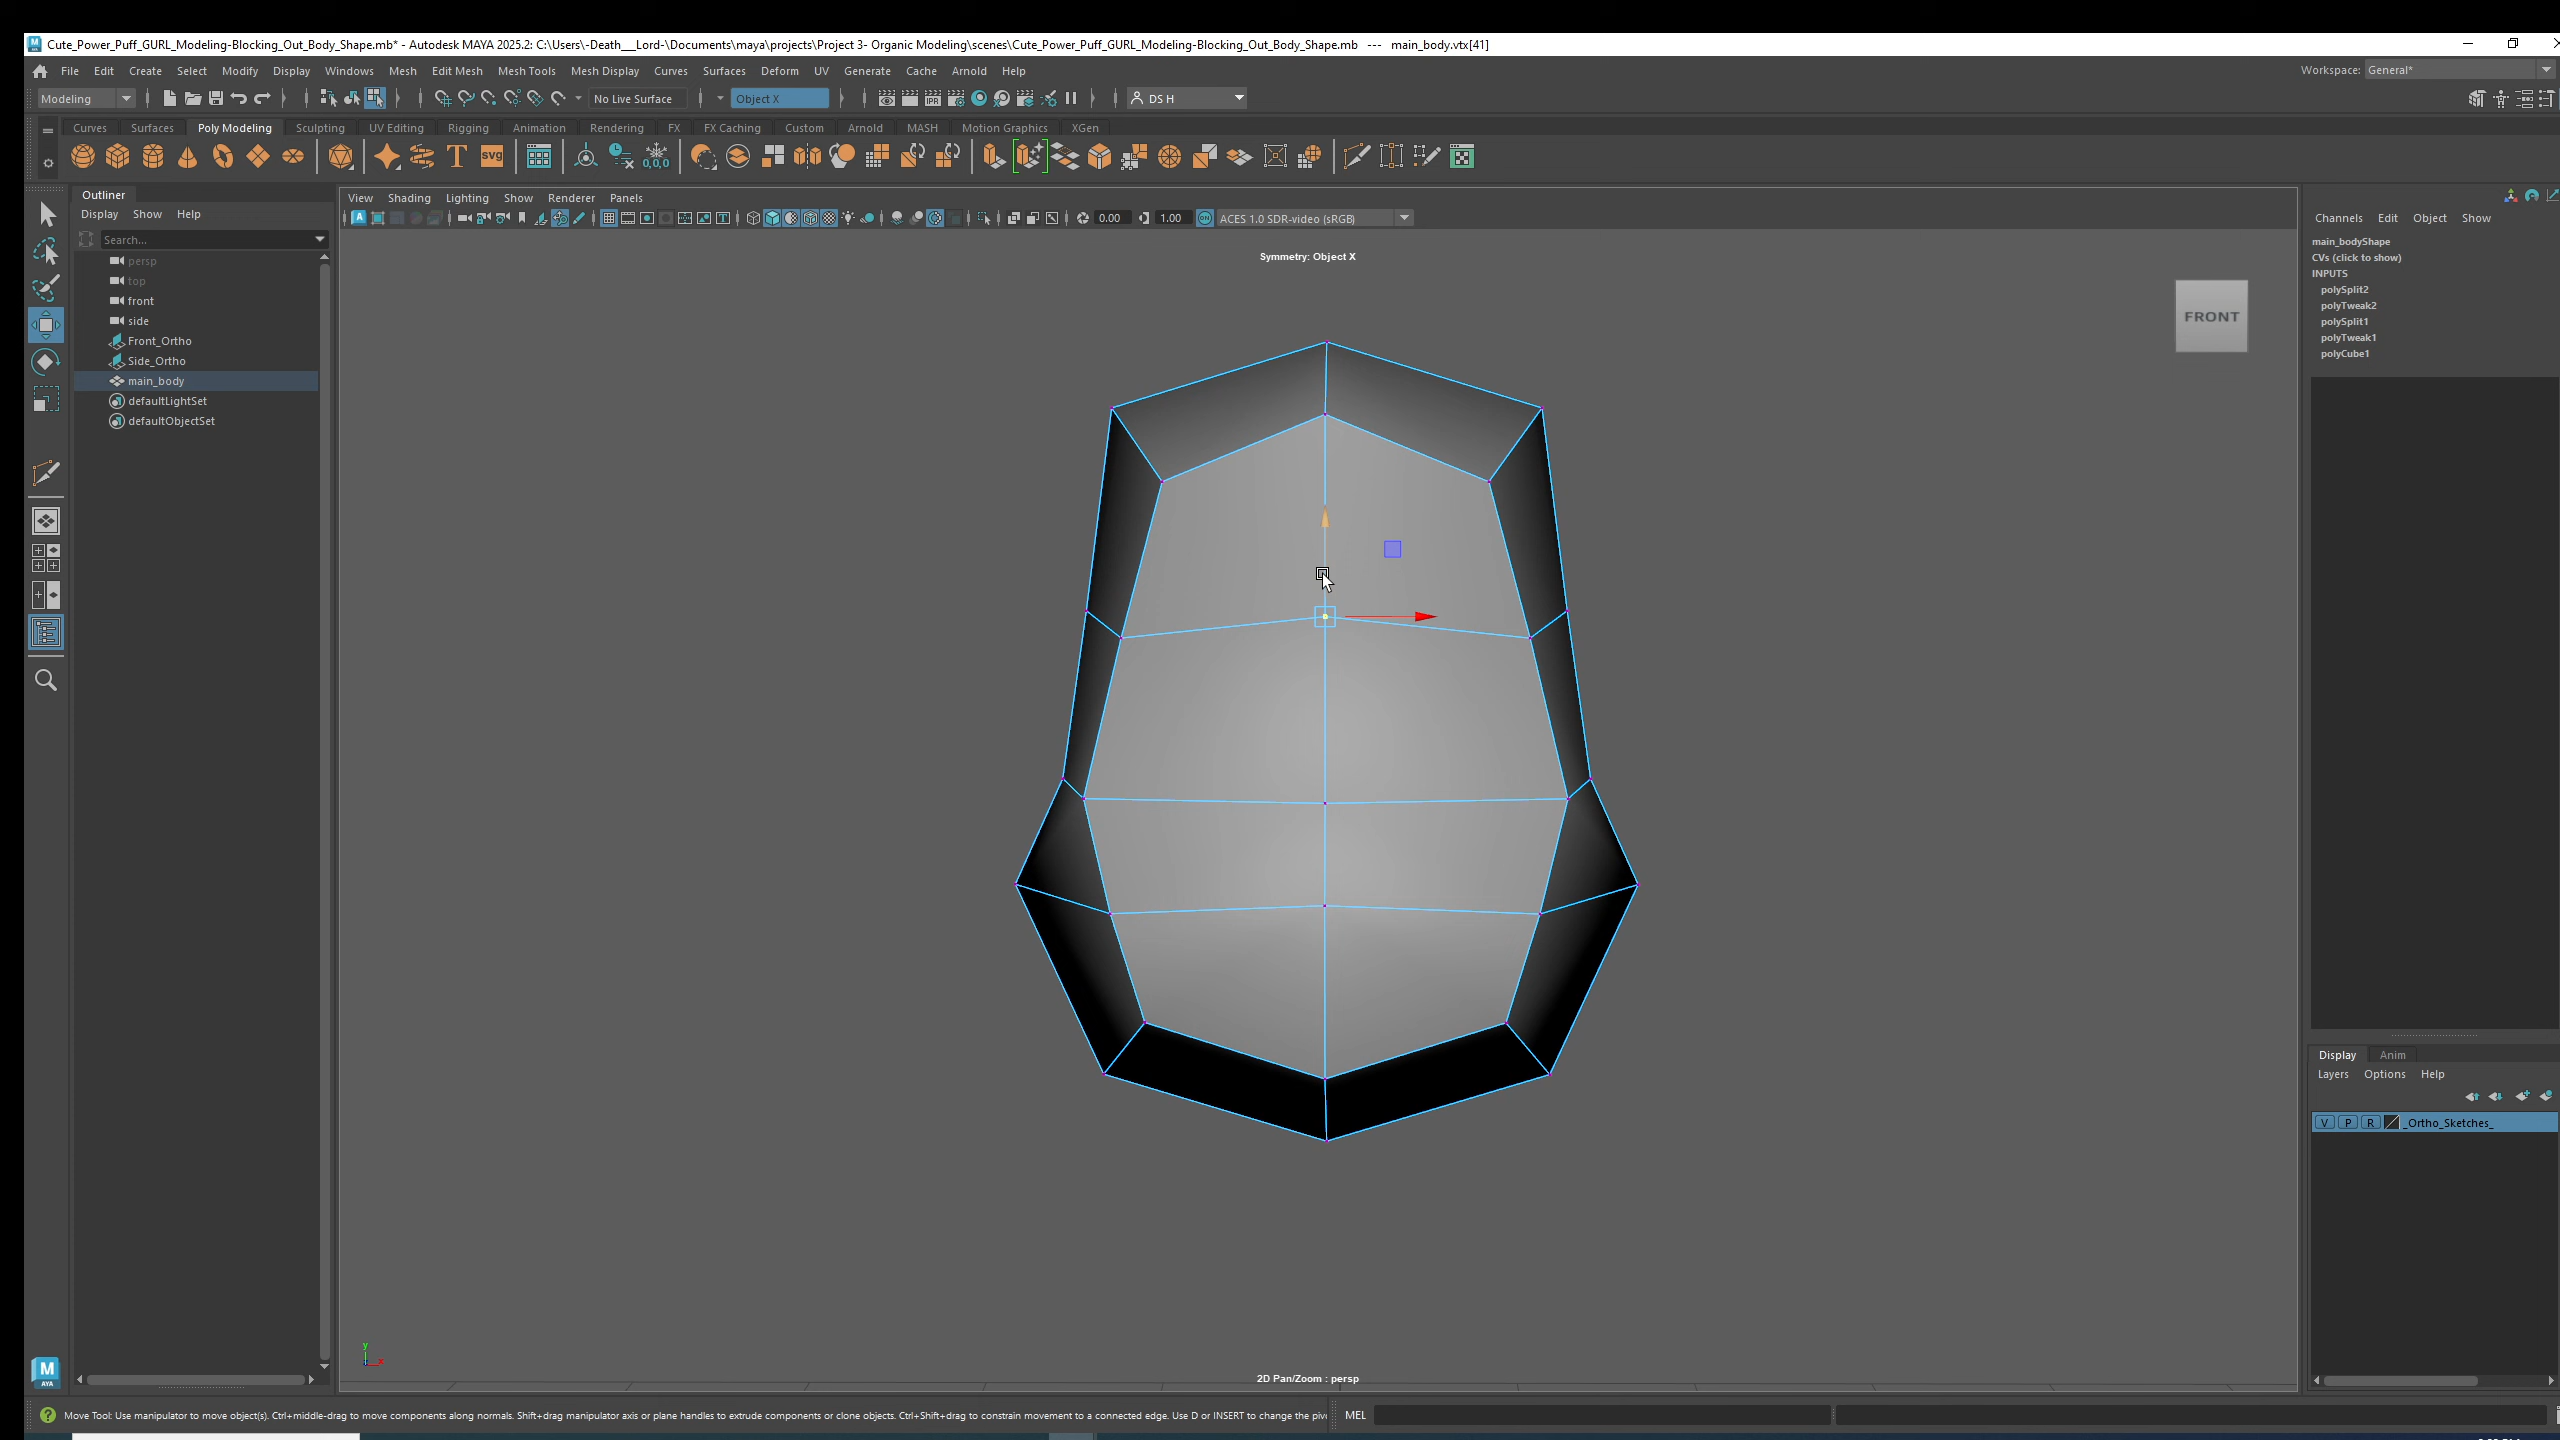 Cute_Power_Puff_GURL_Modeling-Blocking_Out_Body_Shape.mb* - Autodesk MAYA 2025.2: C:\Users\-Death__Lord-\Documents\maya\projects\Project 3- Organic Modeling\scenes\Cute_Power_Puff_GURL_Modeling-Blocking_Out_Body_Shape.mb --- main_body.vtx[41]
File Edit Create Select Modify Display Windows Mesh Edit Mesh Mesh Tools Mesh Display Curves Surfaces Deform UV Generate Cache Arnold Help
Workspace: General*
Modeling No Live Surface Object X IPR DS H
Curves Surfaces Poly Modeling Sculpting UV Editing Rigging Animation Rendering FX FX Caching Custom Arnold MASH Motion Graphics XGen
T SVG 0,0,0
Outliner
Display Show Help
Search...
persp
top
front
side
Front_Ortho
Side_Ortho
main_body
defaultLightSet
defaultObjectSet
View Shading Lighting Show Renderer Panels
0.00 1.00 ON ACES 1.0 SDR-video (sRGB)
Symmetry: Object X
FRONT
y
x
2D Pan/Zoom : persp
Channels Edit Object Show
main_bodyShape
CVs (click to show)
INPUTS
polySplit2
polyTweak2
polySplit1
polyTweak1
polyCube1
Display Anim
Layers Options Help
V P R _Ortho_Sketches_
M
AYA
Move Tool: Use manipulator to move object(s). Ctrl+middle-drag to move components along normals. Shift+drag manipulator axis or plane handles to extrude components or clone objects. Ctrl+Shift+drag to constrain movement to a connected edge. Use D or INSERT to change the piv
MEL